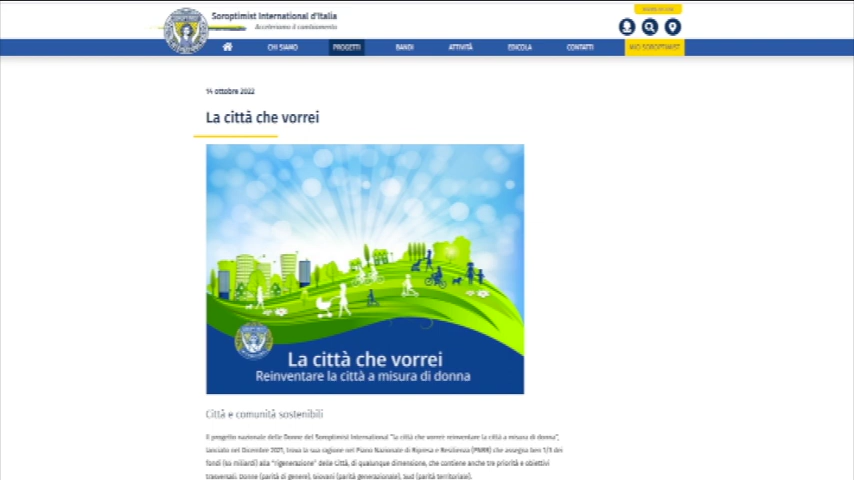 Soroptimist International d'Italia
Acceleriamo il cambiamento
CHI SIAMO PROGETTI BANDI ATTIVITÀ EDICOLA CONTATTI MIO SOROPTIMIST
14 ottobre 2022
La città che vorrei
SOROPTIMIST
La città che vorrei
Reinventare la città a misura di donna
Città e comunità sostenibili
Il progetto nazionale delle Donne del Soroptimist International "la città che vorrei: reinventare la città a misura di donna",
lanciato nel Dicembre 2021, trova la sua ragione nel Piano Nazionale di Ripresa e Resilienza (PNRR) che assegna ben 1/3 dei
fondi miliardi) alla "rigenerazione" delle Città, di qualunque dimensione, che contiene anche tre priorità e obiettivi
trasversali: Donne (parità di genere), Giovani (parità generazionale), Sud (parità territoriale).